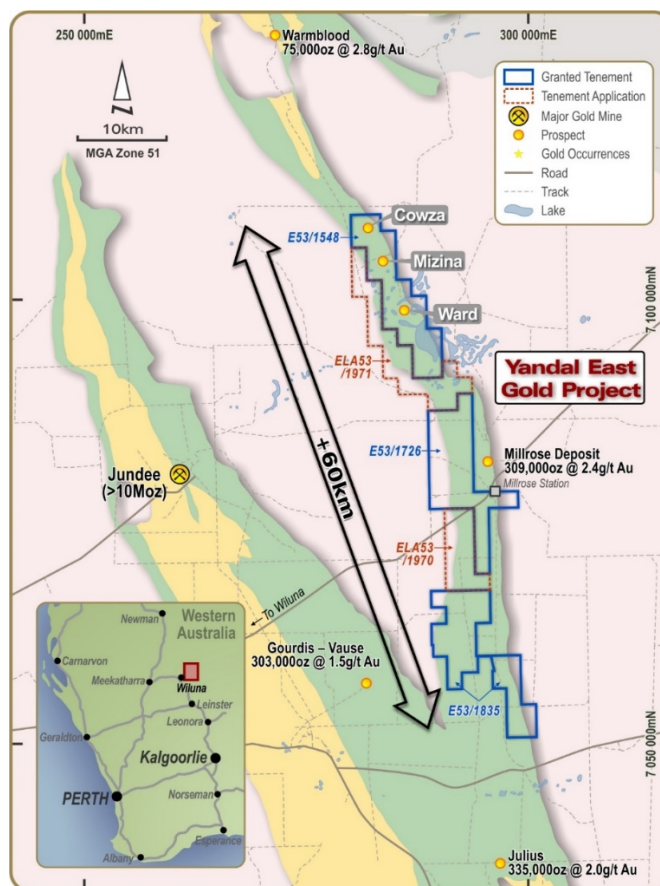 250 000mE
300 000mE
Warmblood
75,000oz @ 2.8g/t Au
N
10km
MGA Zone 51
Granted Tenement
Tenement Application
Major Gold Mine
Prospect
Gold Occurrences
Road
Track
Lake
Cowza
E53/1548
Mizina
Ward
7 100 000mN
ELA53
/1971
Yandal East
Gold Project
+60km
E53/1726
Millrose Deposit
309,000oz @ 2.4g/t Au
Millrose Station
Jundee
(>10Moz)
ELA53
/1970
To Wiluna
Gourdis – Vause
303,000oz @ 1.5g/t Au
E53/1835
7 050 000mN
Western
Australia
Newman
Carnarvon
Meekatharra
Wiluna
Leinster
Leonora
Geraldton
Kalgoorlie
PERTH
Norseman
Esperance
Albany
Julius
335,000oz @ 2.0g/t Au